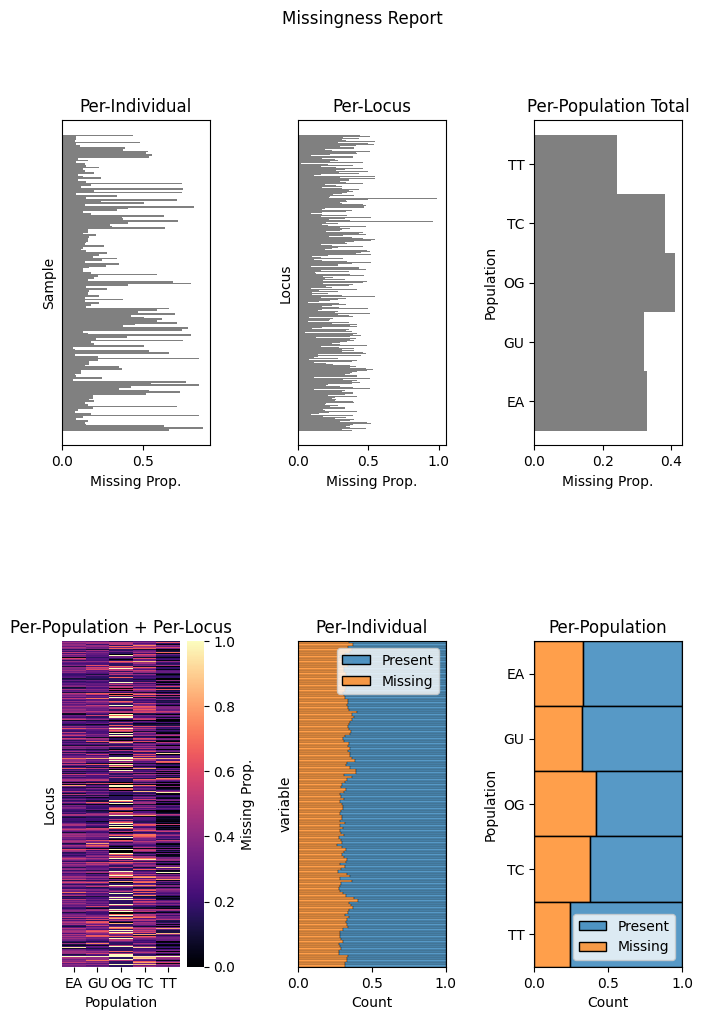 Missingness Report
Per-Individual
Sample
0.0
0.5
Missing Prop.
Per-Locus
Locus
0.0
0.5
1.0
Missing Prop.
Per-Population Total
Population
TT
TC
OG
GU
EA
0.0
0.2
0.4
Missing Prop.
Per-Population + Per-Locus
Locus
EA
GU
OG
TC
TT
Population
1.0
0.8
0.6
0.4
0.2
0.0
Missing Prop.
Per-Individual
Present
Missing
variable
0.0
0.5
1.0
Count
Per-Population
Population
EA
GU
OG
TC
TT
Present
Missing
0.0
0.5
1.0
Count